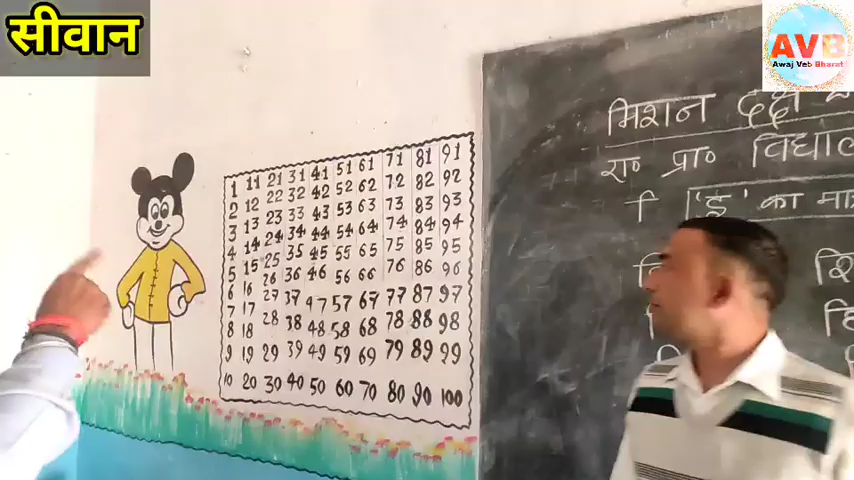 सीवान
AVB
Awaj Veb Bharat
1 11 21 31 41 51 61 71 81 91
2 12 22 32 42 52 62 72 82 92
3 13 23 33 43 53 63 73 83 93
4 14 24 34 44 54 64 74 84 94
5 15 25 35 45 55 65 75 85 95
6 16 26 36 46 56 66 76 86 96
7 17 27 37 47 57 67 77 87 97
8 18 28 38 48 58 68 78 88 98
9 19 29 39 49 59 69 79 89 99
10 20 30 40 50 60 70 80 90 100
मिशन दक्ष
रा० प्रा०
'इ' का